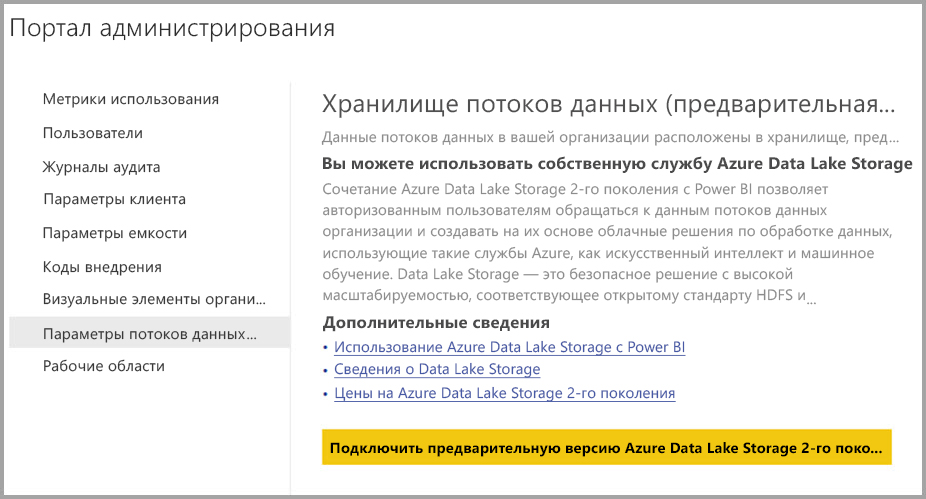 Портал администрирования
Метрики использования
Пользователи
Журналы аудита
Параметры клиента
Параметры емкости
Коды внедрения
Визуальные элементы органи...
Параметры потоков данных...
Рабочие области
Хранилище потоков данных (предварительная...
Данные потоков данных в вашей организации расположены в хранилище, пред...
Вы можете использовать собственную службу Azure Data Lake Storage
Сочетание Azure Data Lake Storage 2-го поколения с Power BI позволяет
авторизованным пользователям обращаться к данным потоков данных
организации и создавать на их основе облачные решения по обработке данных,
использующие такие службы Azure, как искусственный интеллект и машинное
обучение. Data Lake Storage — это безопасное решение с высокой
масштабируемостью, соответствующее открытому стандарту HDFS и...
Дополнительные сведения
• Использование Azure Data Lake Storage с Power BI
• Сведения о Data Lake Storage
• Цены на Azure Data Lake Storage 2-го поколения
Подключить предварительную версию Azure Data Lake Storage 2-го поко...